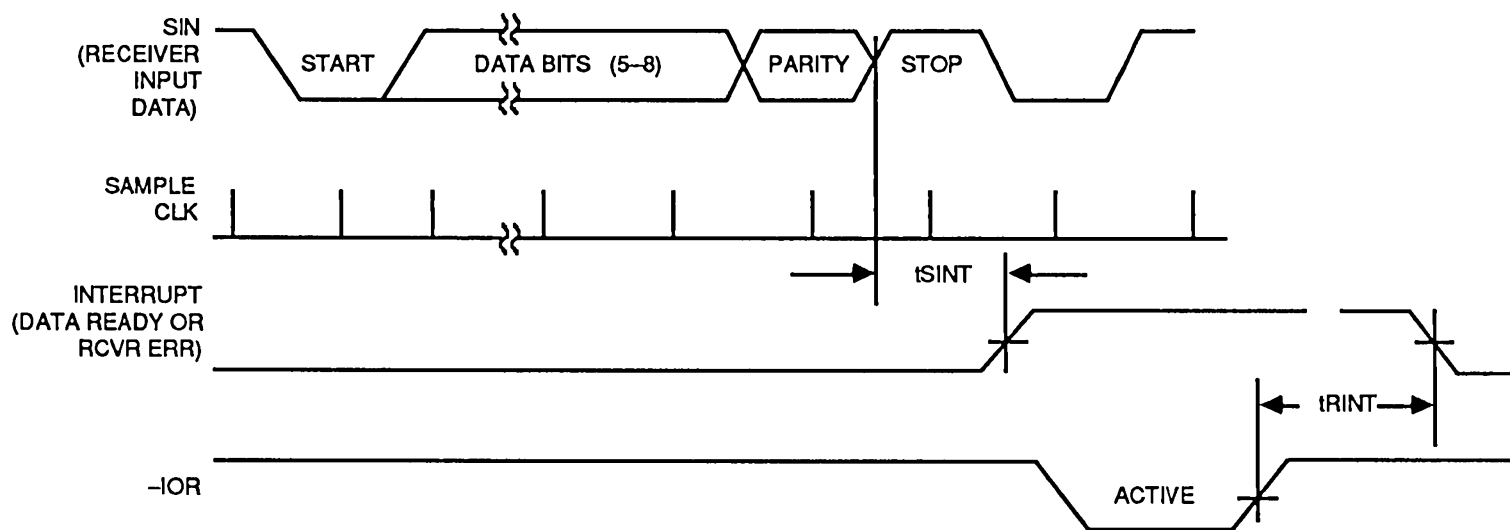 SIN
(RECEIVER
INPUT
DATA)
START
DATA BITS (5–8)
PARITY
STOP
SAMPLE
CLK
tSINT
INTERRUPT
(DATA READY OR
RCVR ERR)
tRINT
–IOR
ACTIVE